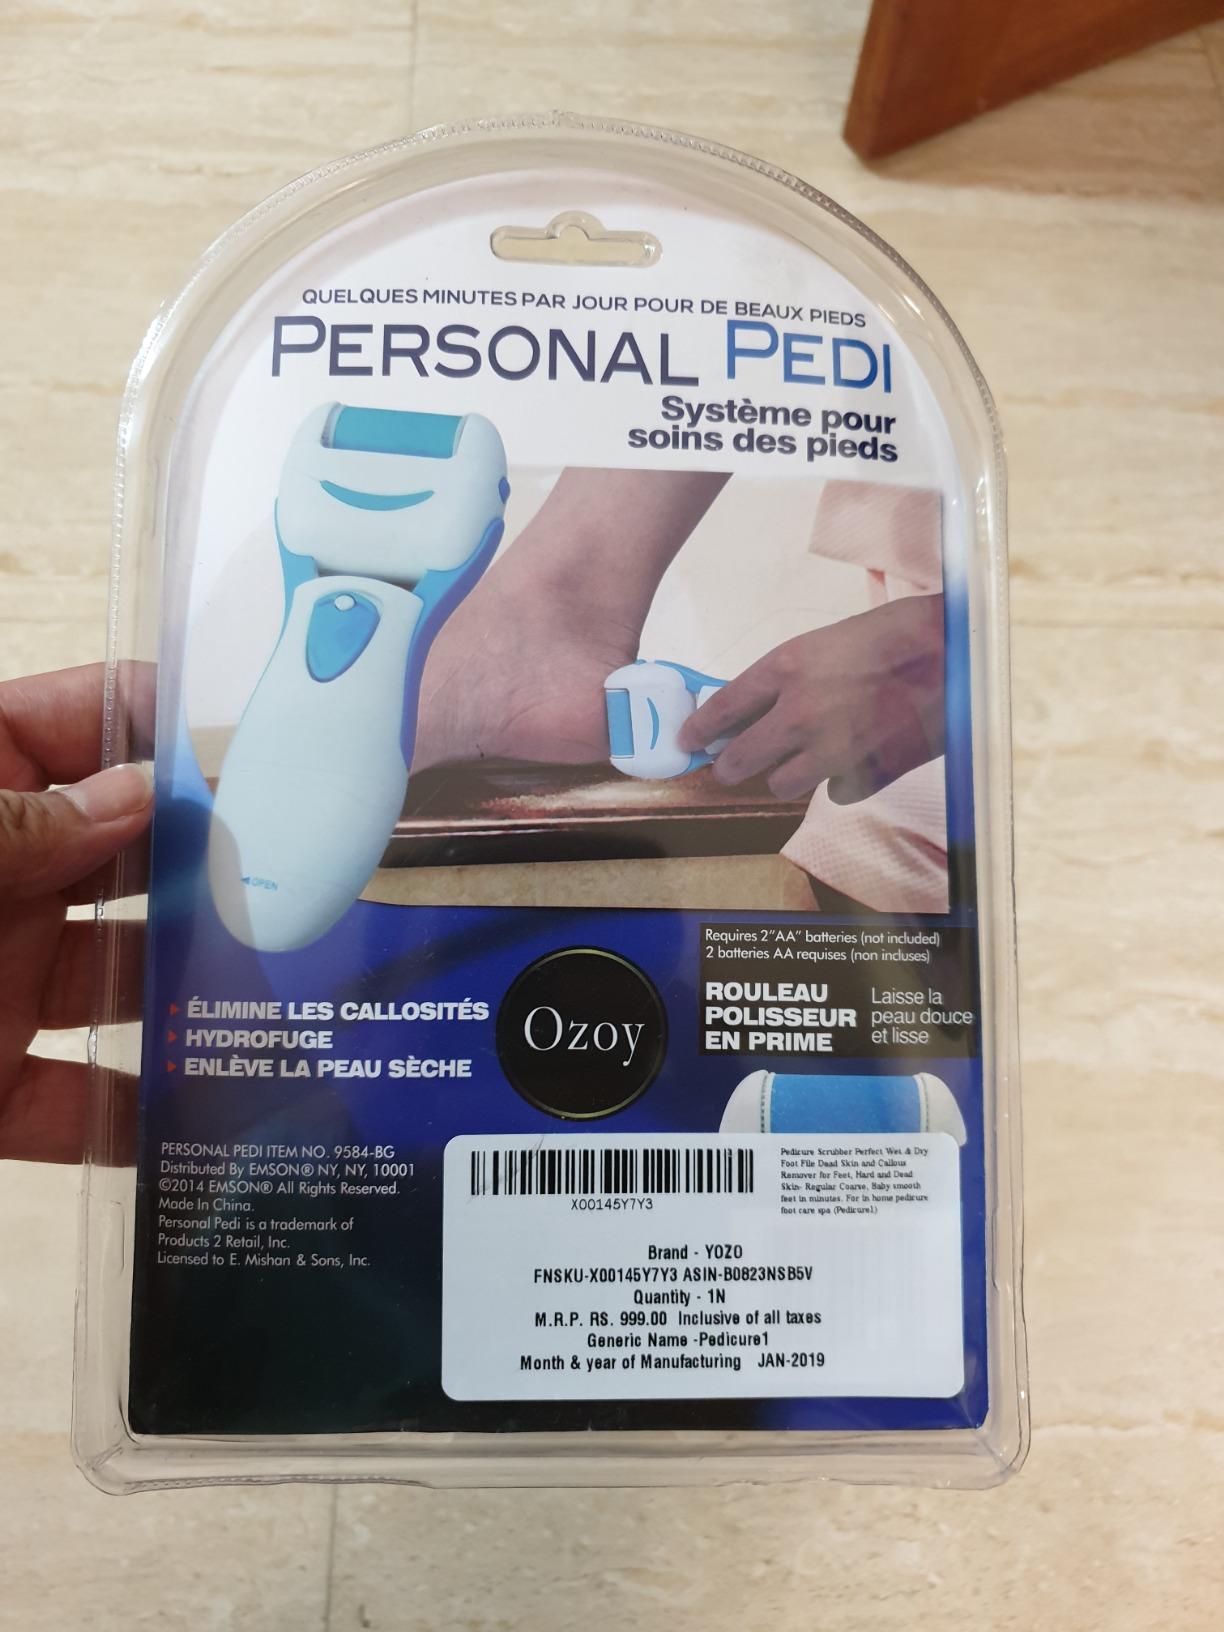 QUELQUES MINUTES PAR JOUR POUR DE BEAUX PIEDS
PERSONAL PEDI
Système pour
soins des pieds
◄OPEN
Requires 2"AA" batteries (not included)
2 batteries AA requises (non incluses)
ROULEAU
POLISSEUR
EN PRIME
Laisse la
peau douce
et lisse
ÉLIMINE LES CALLOSITÉS
HYDROFUGE
ENLÈVE LA PEAU SÈCHE
Ozoy
PERSONAL PEDI ITEM NO. 9584-BG
Distributed By EMSON® NY, NY, 10001
©2014 EMSON® All Rights Reserved.
Made In China.
Personal Pedi is a trademark of
Products 2 Retail, Inc.
Licensed to E. Mishan & Sons, Inc.
X00145Y7Y3
Pedicure Scrubber Perfect Wet & Dry
Foot File Dead Skin and Callous
Remover for Feet, Hard and Dead
Skin- Regular Coarse, Baby smooth
feet in minutes. For in home pedicure
foot care spa (Pedicure1)
Brand - YOZO
FNSKU-X00145Y7Y3 ASIN-B0823NSB5V
Quantity - 1N
M.R.P. RS. 999.00 Inclusive of all taxes
Generic Name -Pedicure1
Month & year of Manufacturing JAN-2019